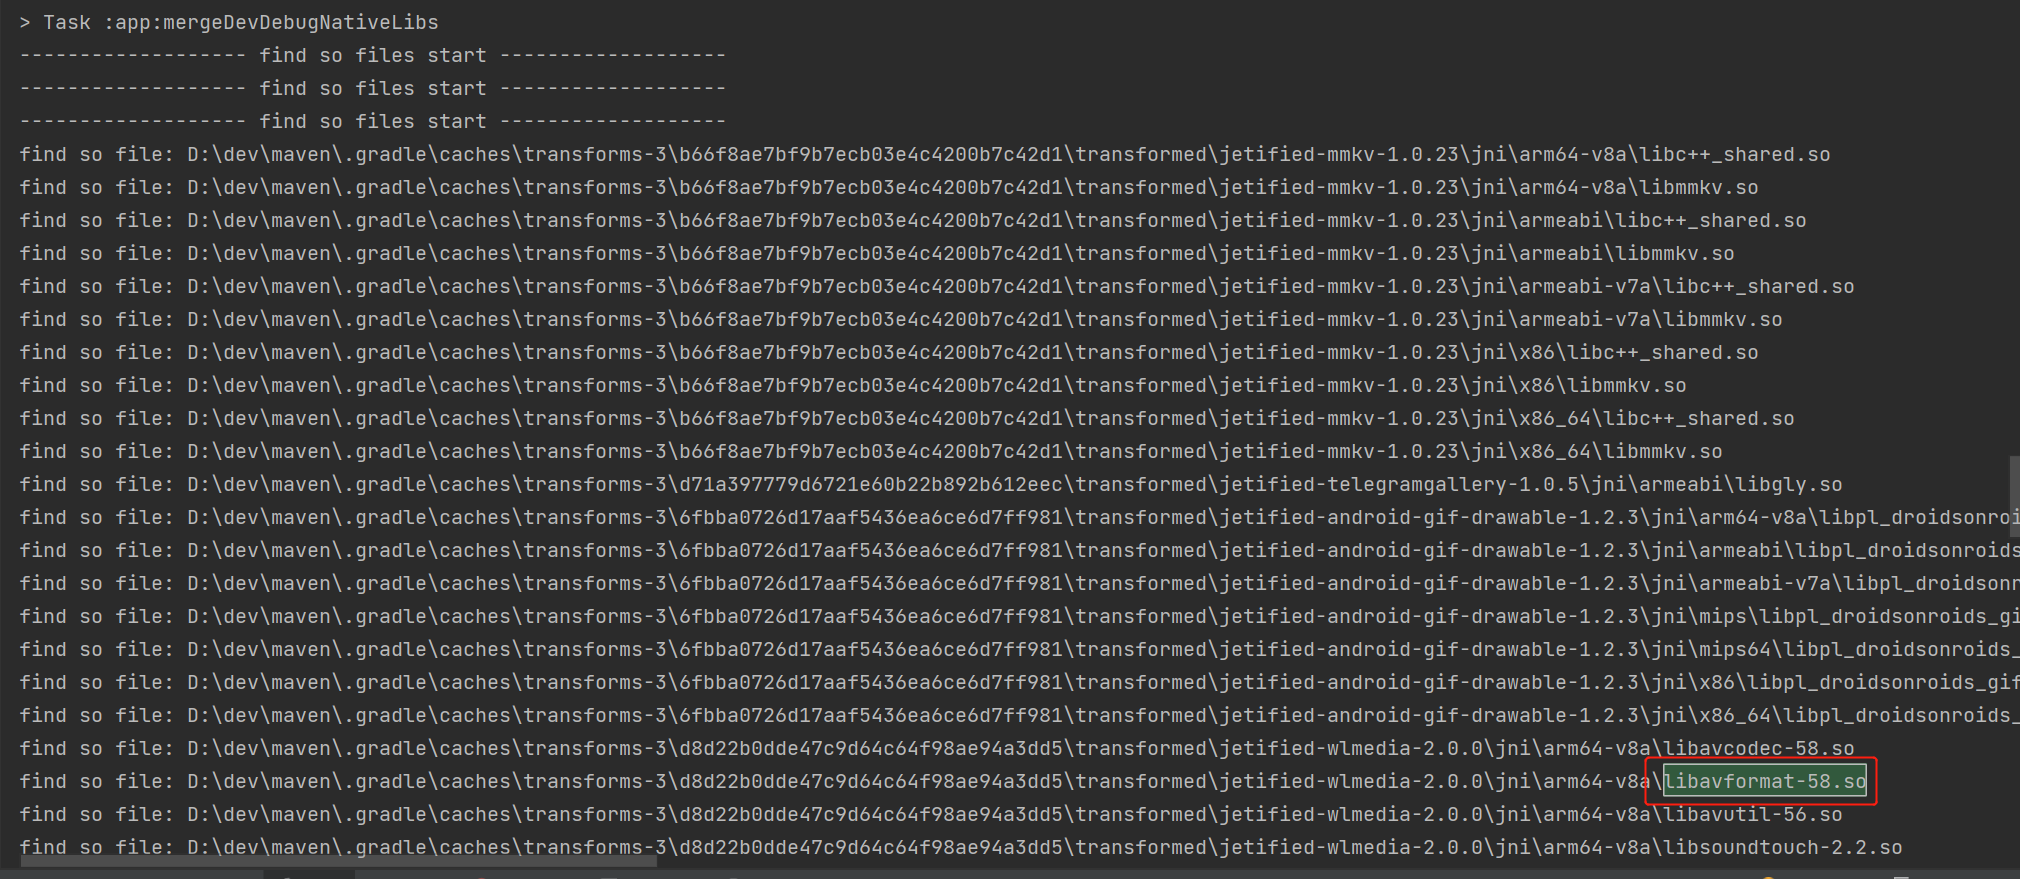 > Task :app:mergeDevDebugNativeLibs
------------------- find so files start -------------------
------------------- find so files start -------------------
------------------- find so files start -------------------
find so file: D:\dev\maven\.gradle\caches\transforms-3\b66f8ae7bf9b7ecb03e4c4200b7c42d1\transformed\jetified-mmkv-1.0.23\jni\arm64-v8a\libc++_shared.so
find so file: D:\dev\maven\.gradle\caches\transforms-3\b66f8ae7bf9b7ecb03e4c4200b7c42d1\transformed\jetified-mmkv-1.0.23\jni\arm64-v8a\libmmkv.so
find so file: D:\dev\maven\.gradle\caches\transforms-3\b66f8ae7bf9b7ecb03e4c4200b7c42d1\transformed\jetified-mmkv-1.0.23\jni\armeabi\libc++_shared.so
find so file: D:\dev\maven\.gradle\caches\transforms-3\b66f8ae7bf9b7ecb03e4c4200b7c42d1\transformed\jetified-mmkv-1.0.23\jni\armeabi\libmmkv.so
find so file: D:\dev\maven\.gradle\caches\transforms-3\b66f8ae7bf9b7ecb03e4c4200b7c42d1\transformed\jetified-mmkv-1.0.23\jni\armeabi-v7a\libc++_shared.so
find so file: D:\dev\maven\.gradle\caches\transforms-3\b66f8ae7bf9b7ecb03e4c4200b7c42d1\transformed\jetified-mmkv-1.0.23\jni\armeabi-v7a\libmmkv.so
find so file: D:\dev\maven\.gradle\caches\transforms-3\b66f8ae7bf9b7ecb03e4c4200b7c42d1\transformed\jetified-mmkv-1.0.23\jni\x86\libc++_shared.so
find so file: D:\dev\maven\.gradle\caches\transforms-3\b66f8ae7bf9b7ecb03e4c4200b7c42d1\transformed\jetified-mmkv-1.0.23\jni\x86\libmmkv.so
find so file: D:\dev\maven\.gradle\caches\transforms-3\b66f8ae7bf9b7ecb03e4c4200b7c42d1\transformed\jetified-mmkv-1.0.23\jni\x86_64\libc++_shared.so
find so file: D:\dev\maven\.gradle\caches\transforms-3\b66f8ae7bf9b7ecb03e4c4200b7c42d1\transformed\jetified-mmkv-1.0.23\jni\x86_64\libmmkv.so
find so file: D:\dev\maven\.gradle\caches\transforms-3\d71a397779d6721e60b22b892b612eec\transformed\jetified-telegramgallery-1.0.5\jni\armeabi\libgly.so
find so file: D:\dev\maven\.gradle\caches\transforms-3\6fbba0726d17aaf5436ea6ce6d7ff981\transformed\jetified-android-gif-drawable-1.2.3\jni\arm64-v8a\libpl_droidsonroi
find so file: D:\dev\maven\.gradle\caches\transforms-3\6fbba0726d17aaf5436ea6ce6d7ff981\transformed\jetified-android-gif-drawable-1.2.3\jni\armeabi\libpl_droidsonroids
find so file: D:\dev\maven\.gradle\caches\transforms-3\6fbba0726d17aaf5436ea6ce6d7ff981\transformed\jetified-android-gif-drawable-1.2.3\jni\armeabi-v7a\libpl_droidsonr
find so file: D:\dev\maven\.gradle\caches\transforms-3\6fbba0726d17aaf5436ea6ce6d7ff981\transformed\jetified-android-gif-drawable-1.2.3\jni\mips\libpl_droidsonroids_gi
find so file: D:\dev\maven\.gradle\caches\transforms-3\6fbba0726d17aaf5436ea6ce6d7ff981\transformed\jetified-android-gif-drawable-1.2.3\jni\mips64\libpl_droidsonroids_
find so file: D:\dev\maven\.gradle\caches\transforms-3\6fbba0726d17aaf5436ea6ce6d7ff981\transformed\jetified-android-gif-drawable-1.2.3\jni\x86\libpl_droidsonroids_gif
find so file: D:\dev\maven\.gradle\caches\transforms-3\6fbba0726d17aaf5436ea6ce6d7ff981\transformed\jetified-android-gif-drawable-1.2.3\jni\x86_64\libpl_droidsonroids_
find so file: D:\dev\maven\.gradle\caches\transforms-3\d8d22b0dde47c9d64c64f98ae94a3dd5\transformed\jetified-wlmedia-2.0.0\jni\arm64-v8a\libavcodec-58.so
find so file: D:\dev\maven\.gradle\caches\transforms-3\d8d22b0dde47c9d64c64f98ae94a3dd5\transformed\jetified-wlmedia-2.0.0\jni\arm64-v8a\libavformat-58.so
find so file: D:\dev\maven\.gradle\caches\transforms-3\d8d22b0dde47c9d64c64f98ae94a3dd5\transformed\jetified-wlmedia-2.0.0\jni\arm64-v8a\libavutil-56.so
find so file: D:\dev\maven\.gradle\caches\transforms-3\d8d22b0dde47c9d64c64f98ae94a3dd5\transformed\jetified-wlmedia-2.0.0\jni\arm64-v8a\libsoundtouch-2.2.so